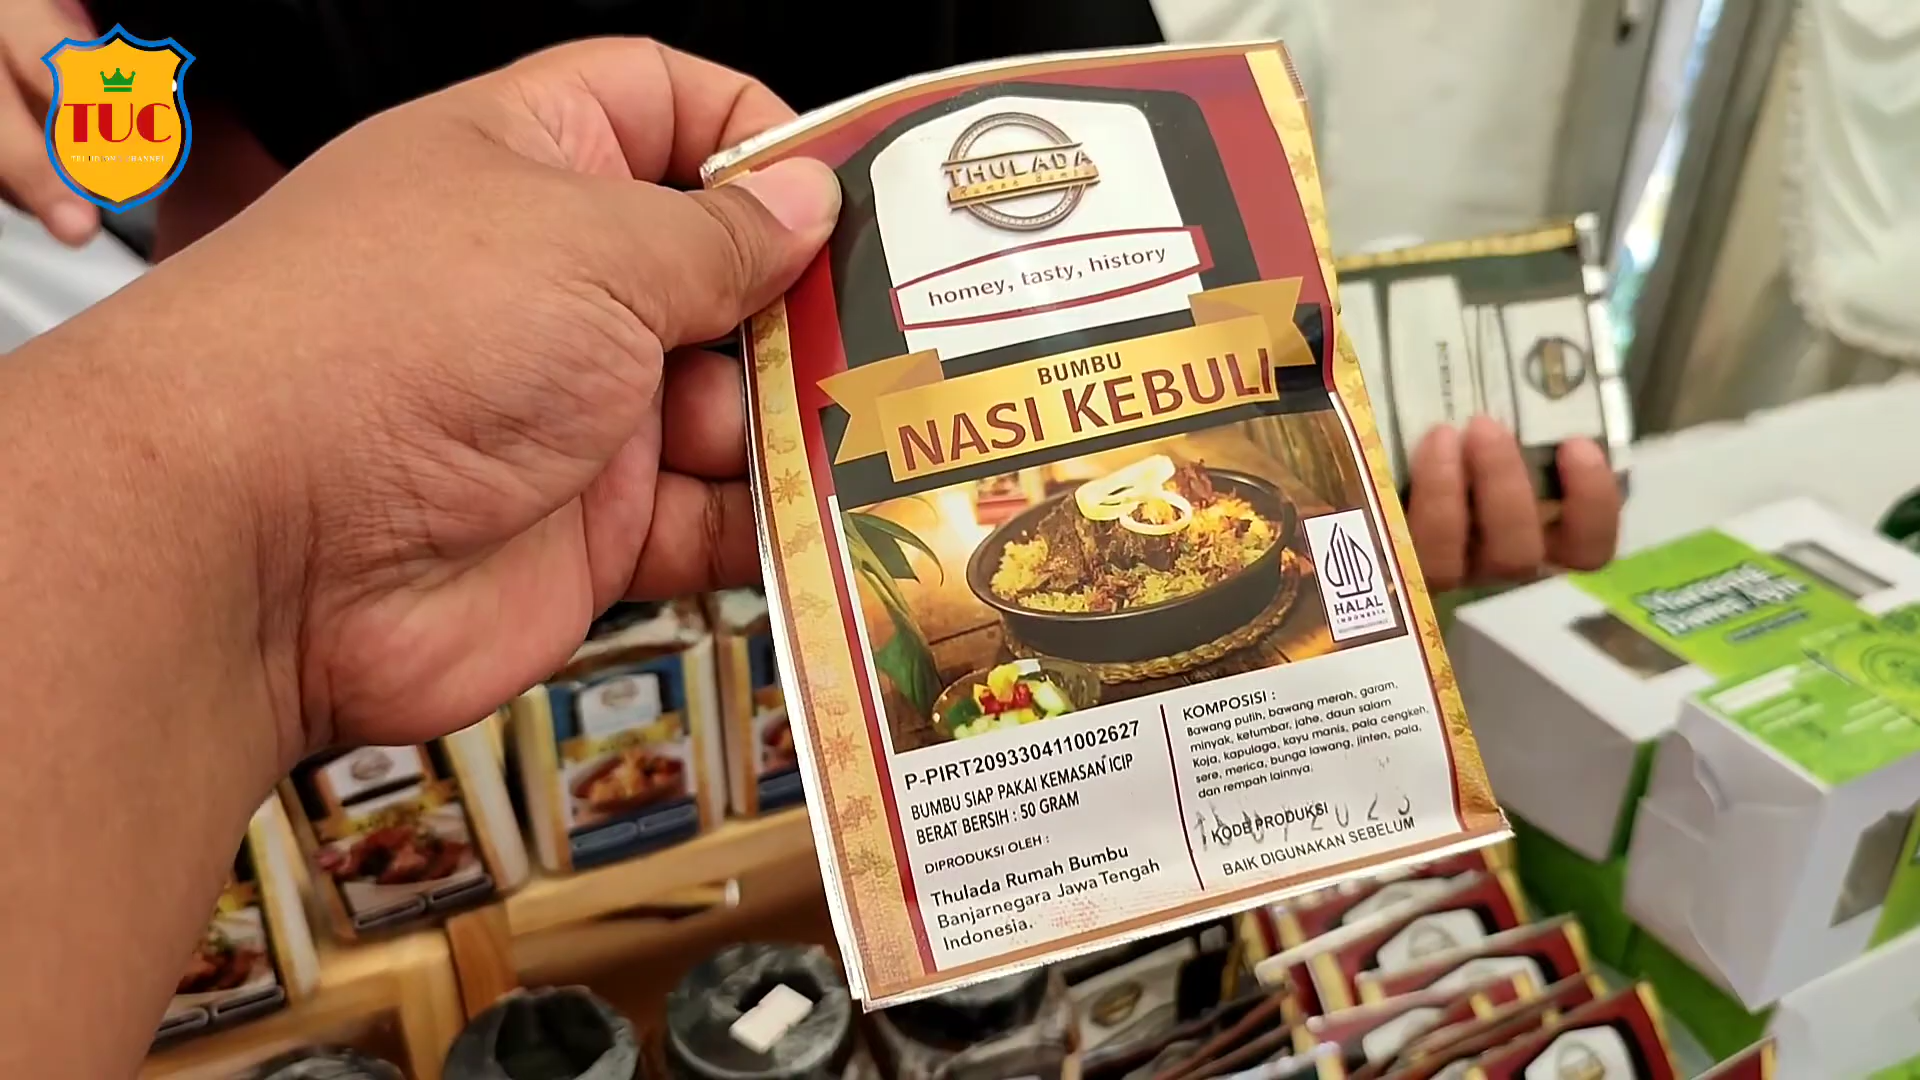 TUC
THULADA
Rumah Bumbu
homey, tasty, history
BUMBU
NASI KEBULI
HALAL
INDONESIA
P-PIRT209330411002627
BUMBU SIAP PAKAI KEMASAN ICIP
BERAT BERSIH : 50 GRAM
DIPRODUKSI OLEH :
Thulada Rumah Bumbu
Banjarnegara Jawa Tengah
Indonesia.
KOMPOSISI :
Bawang putih, bawang merah, garam,
minyak, ketumbar, jahe, daun salam
Koja, kapulaga, kayu manis, pala cengkeh,
sere, merica, bunga lawang, jinten, pala,
dan rempah lainnya.
KODE PRODUKSI
BAIK DIGUNAKAN SEBELUM